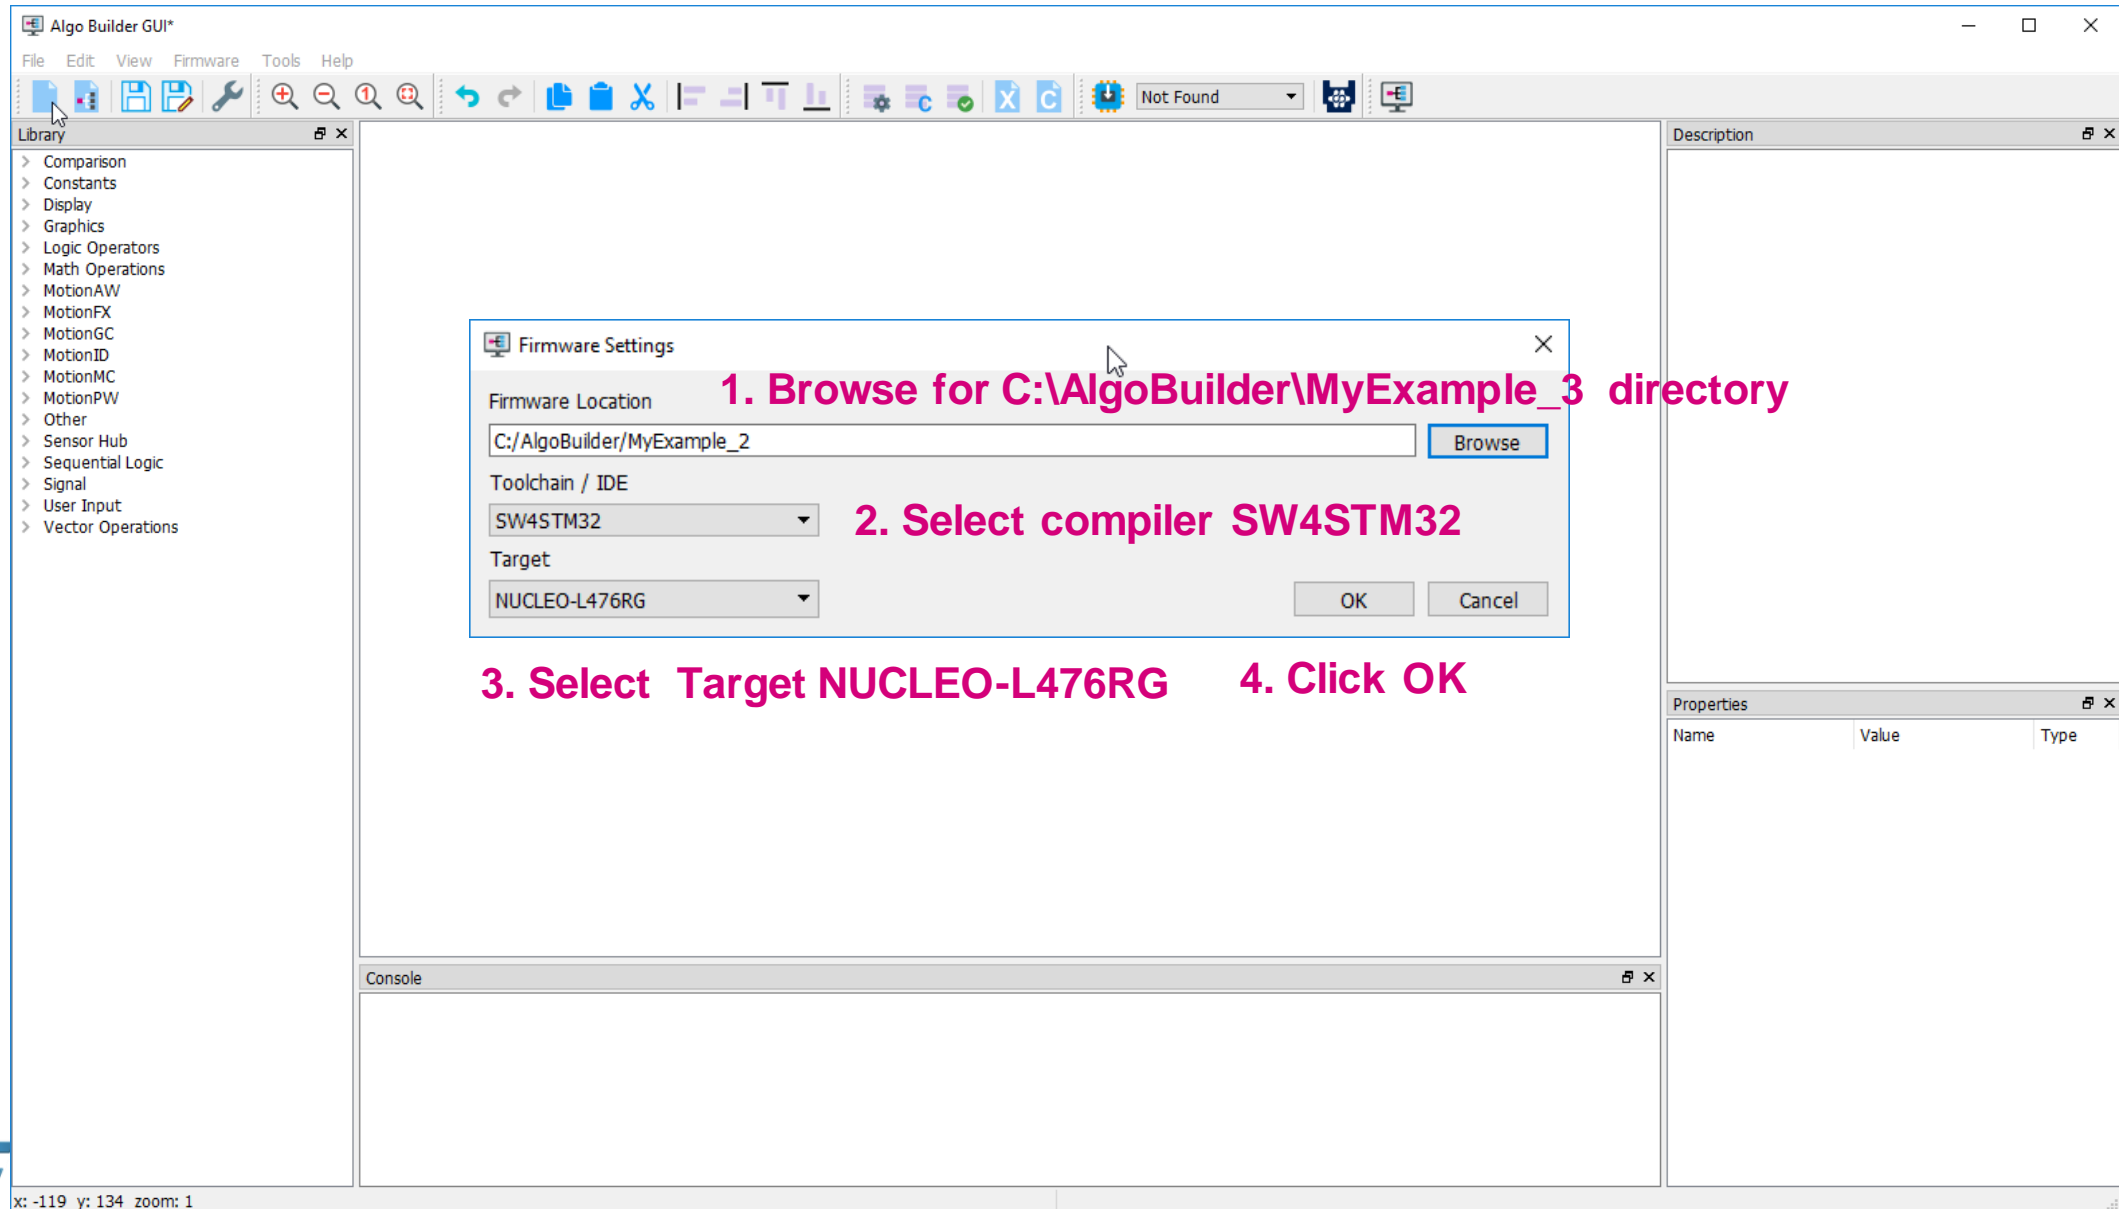 Algo Builder GUI*
File Edit View Firmware Tools Help
Not Found
Library
Comparison
Constants
Display
Graphics
Logic Operators
Math Operations
MotionAW
MotionFX
MotionGC
MotionID
MotionMC
MotionPW
Other
Sensor Hub
Sequential Logic
Signal
User Input
Vector Operations
Firmware Settings
1. Browse for C:\AlgoBuilder\MyExample_3 directory
Firmware Location
C:/AlgoBuilder/MyExample_2
Browse
Toolchain / IDE
SW4STM32
2. Select compiler SW4STM32
Target
NUCLEO-L476RG
OK
Cancel
3. Select Target NUCLEO-L476RG
4. Click OK
Description
Properties
Name Value Type
Console
x: -119 y: 134 zoom: 1